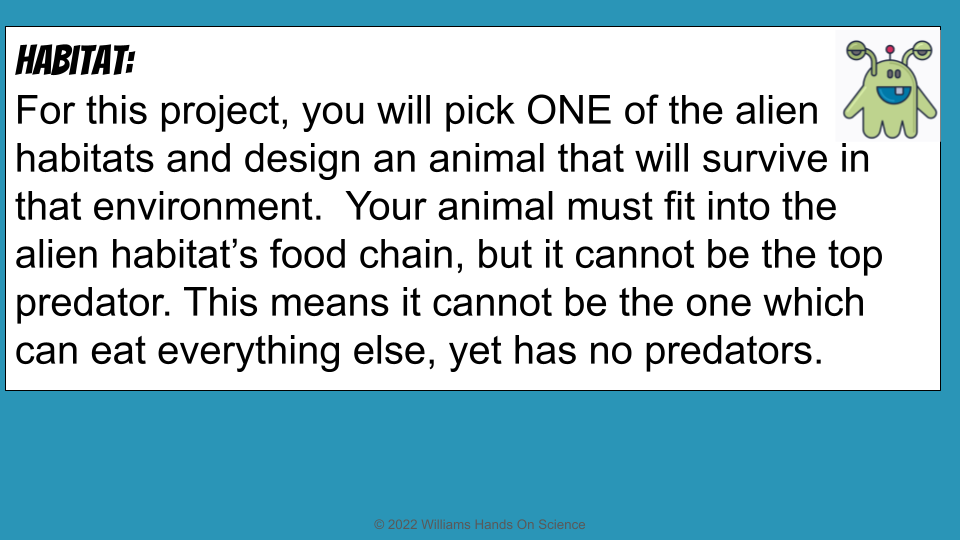 HABITAT:
For this project, you will pick ONE of the alien
habitats and design an animal that will survive in
that environment.  Your animal must fit into the
alien habitat’s food chain, but it cannot be the top
predator. This means it cannot be the one which
can eat everything else, yet has no predators.
© 2022 Williams Hands On Science